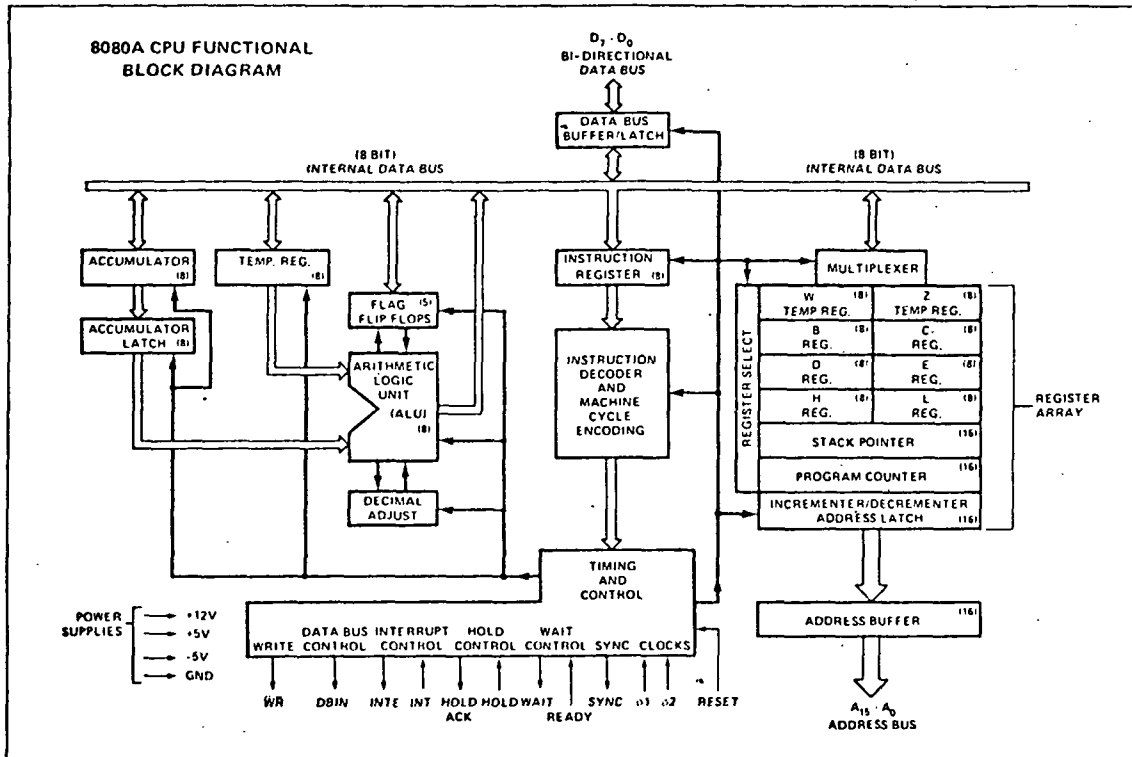 8080A CPU FUNCTIONAL
BLOCK DIAGRAM
D7 - D0
BI-DIRECTIONAL
DATA BUS
DATA BUS
BUFFER/LATCH
(8 BIT)
INTERNAL DATA BUS
(8 BIT)
INTERNAL DATA BUS
ACCUMULATOR
(8)
TEMP. REG.
(8)
INSTRUCTION
REGISTER
(8)
MULTIPLEXER
ACCUMULATOR
LATCH
(8)
FLAG
(5)
FLIP FLOPS
ARITHMETIC
LOGIC
UNIT
(ALU)
(8)
DECIMAL
ADJUST
INSTRUCTION
DECODER
AND
MACHINE
CYCLE
ENCODING
REGISTER SELECT
W (8)
TEMP REG.
Z (8)
TEMP REG.
B (8)
REG.
C (8)
REG.
D (8)
REG.
E (8)
REG.
H (8)
REG.
L (8)
REG.
STACK POINTER (16)
PROGRAM COUNTER (16)
INCREMENTER/DECREMENTER
ADDRESS LATCH (16)
REGISTER
ARRAY
TIMING
AND
CONTROL
ADDRESS BUFFER (16)
A15 - A0
ADDRESS BUS
POWER
SUPPLIES
+12V
+5V
-5V
GND
WRITE
DATA BUS
CONTROL
INTERRUPT
CONTROL
HOLD
CONTROL
WAIT
CONTROL
SYNC
CLOCKS
WR
DBIN
INTE
INT
HOLD
ACK
HOLD
WAIT
READY
SYNC
ø1
ø2
RESET